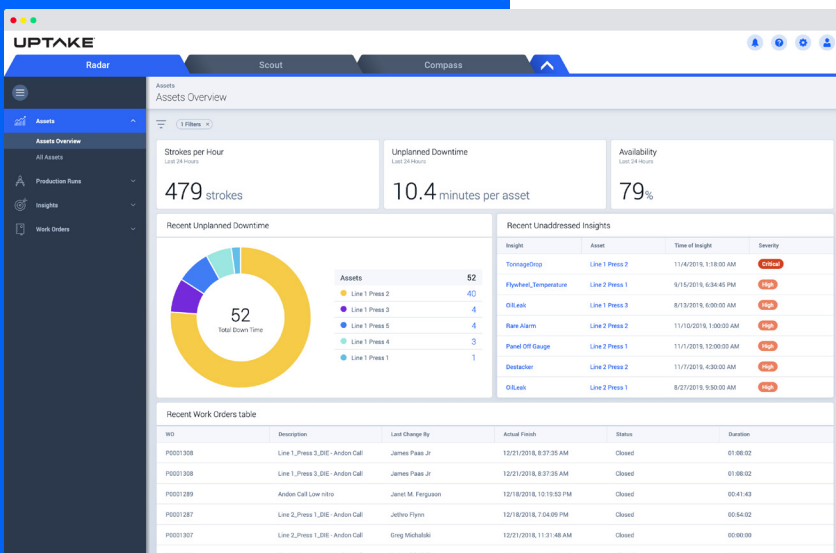 UPTAKE
Radar Scout Compass
Assets
Assets Overview
1 Filters ×
Assets
Assets Overview
All Assets
Production Runs
Insights
Work Orders
Strokes per Hour
Last 24 Hours
479 strokes
Unplanned Downtime
Last 24 Hours
10.4 minutes per asset
Availability
Last 24 Hours
79%
Recent Unplanned Downtime
52
Total Down Time
Assets 52
Line 1 Press 2 40
Line 1 Press 3 4
Line 1 Press 5 4
Line 1 Press 4 3
Line 1 Press 1 1
Recent Unaddressed Insights
Insight Asset Time of Insight Severity
TonnageDrop Line 1 Press 2 11/4/2019, 1:18:00 AM Critical
Flywheel_Temperature Line 2 Press 1 9/15/2019, 6:34:45 PM High
OilLeak Line 1 Press 3 8/13/2019, 6:00:00 AM High
Rare Alarm Line 2 Press 2 11/10/2019, 1:00:00 AM High
Panel Off Gauge Line 2 Press 1 11/1/2019, 12:00:00 AM High
Destacker Line 2 Press 2 11/7/2019, 4:30:00 AM High
OilLeak Line 2 Press 1 8/27/2019, 9:50:00 AM High
Recent Work Orders table
WO Description Last Change By Actual Finish Status Duration
P0001308 Line 1_Press 3_DIE - Andon Call James Paas Jr 12/21/2018, 8:37:35 AM Closed 01:08:02
P0001308 Line 1_Press 3_DIE - Andon Call James Paas Jr 12/21/2018, 8:37:35 AM Closed 01:08:02
P0001289 Andon Call Low nitro Janet M. Ferguson 12/18/2018, 10:19:53 PM Closed 00:41:43
P0001287 Line 2_Press 1_DIE - Andon Call Jethro Flynn 12/18/2018, 7:04:09 PM Closed 00:54:02
P0001307 Line 2_Press 1_DIE - Andon Call Greg Michalski 12/21/2018, 11:31:48 AM Closed 00:00:00